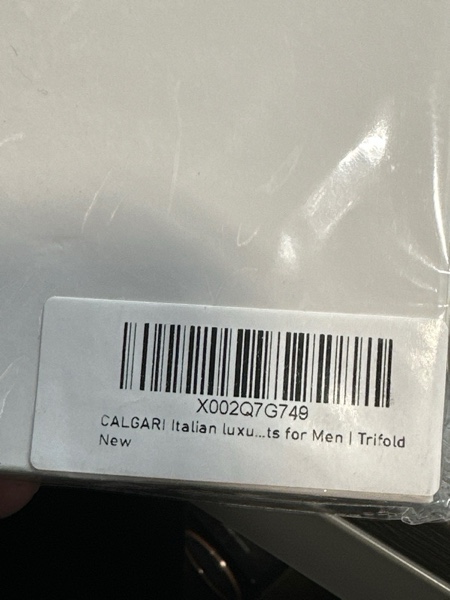 X002Q7G749
CALGARI Italian luxu...ts for Men | Trifold
New